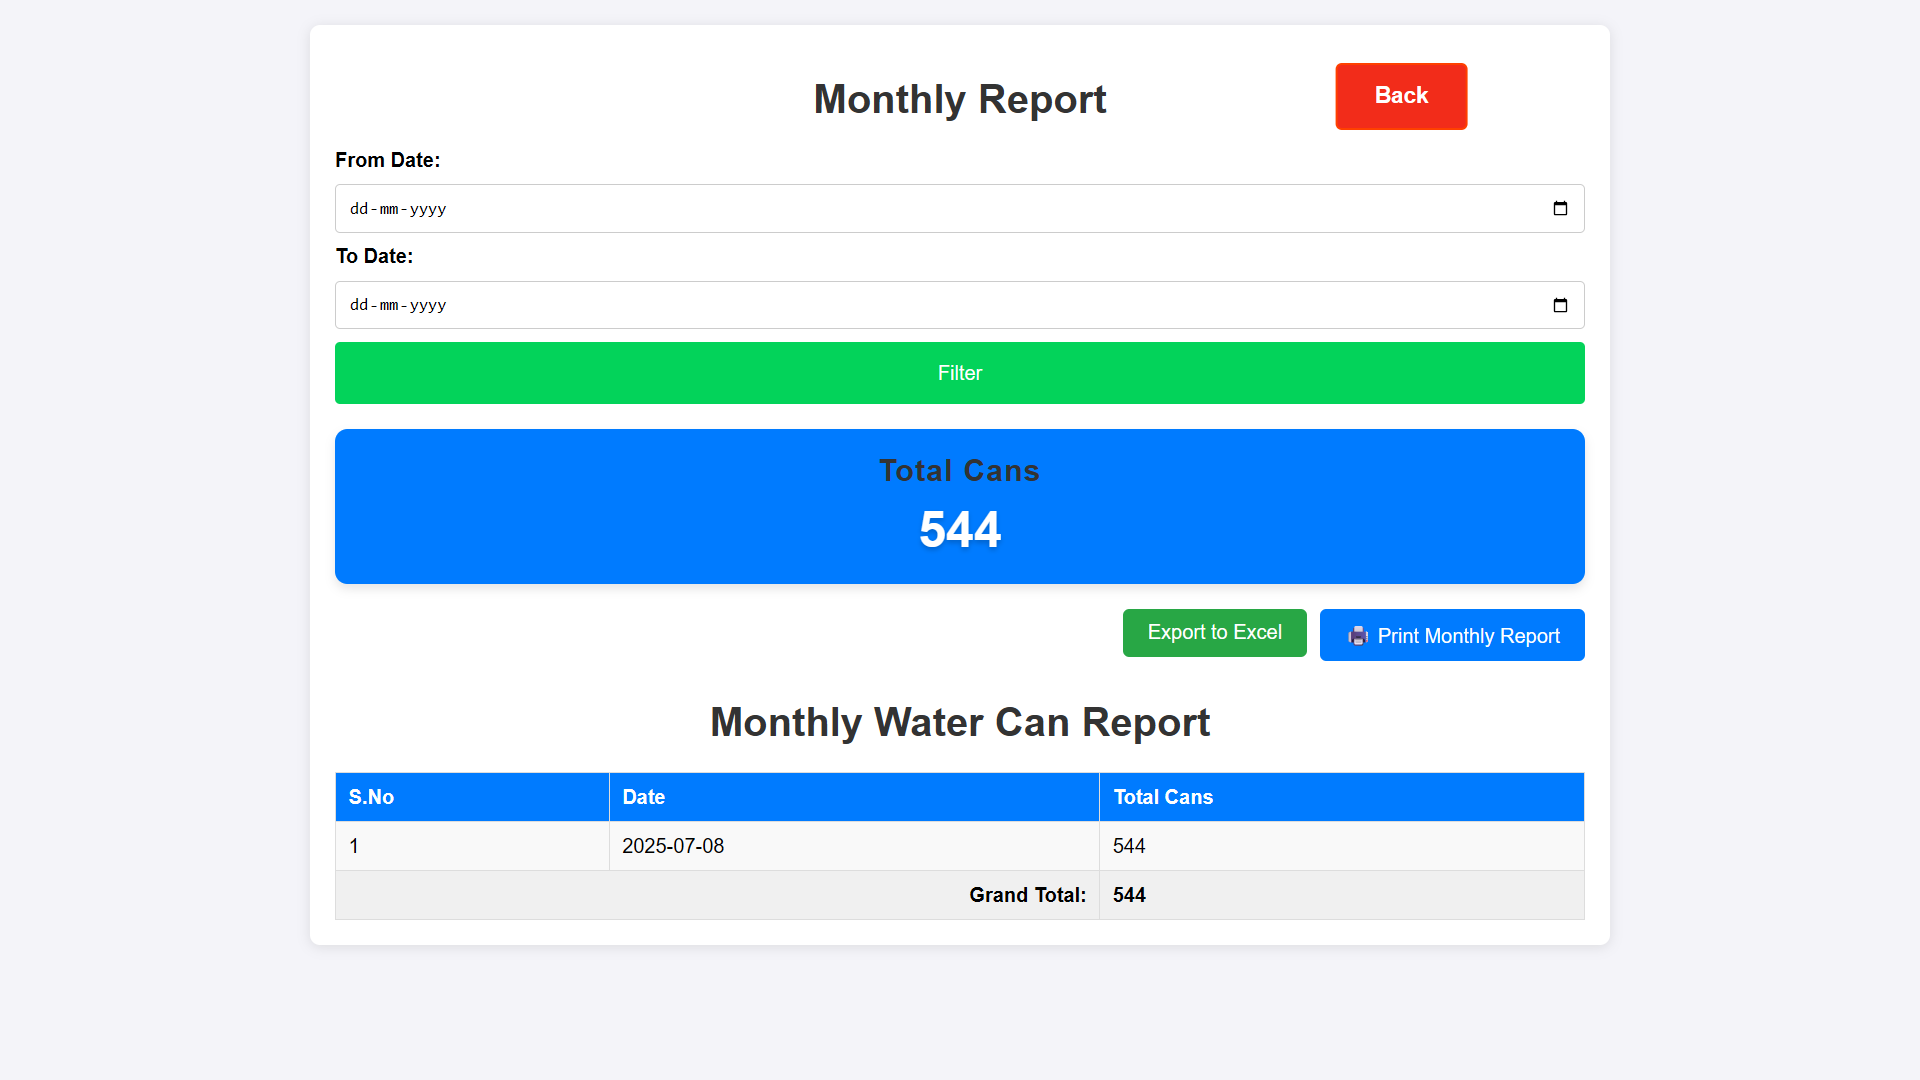 Monthly Report
Back
From Date:
dd-mm-yyyy
To Date:
dd-mm-yyyy
Filter
Total Cans
544
Export to Excel
Print Monthly Report
Monthly Water Can Report
S.No Date Total Cans
1 2025-07-08 544
Grand Total: 544